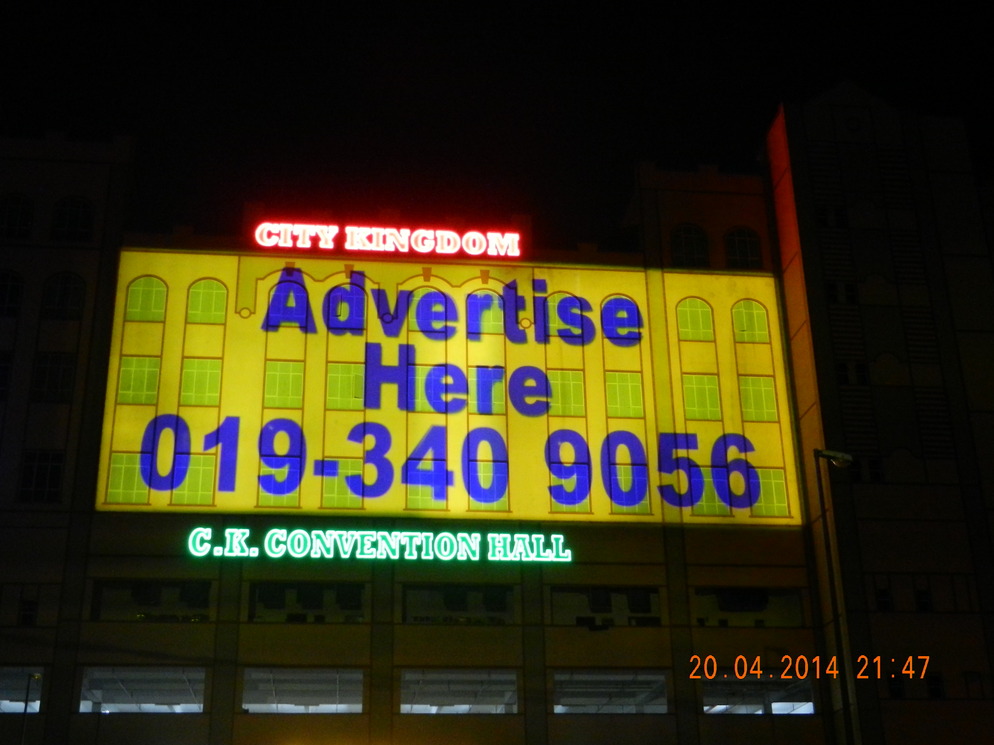 CITY KINGDOM
Advertise
Here
019-340 9056
C.K. CONVENTION HALL
20.04.2014 21:47